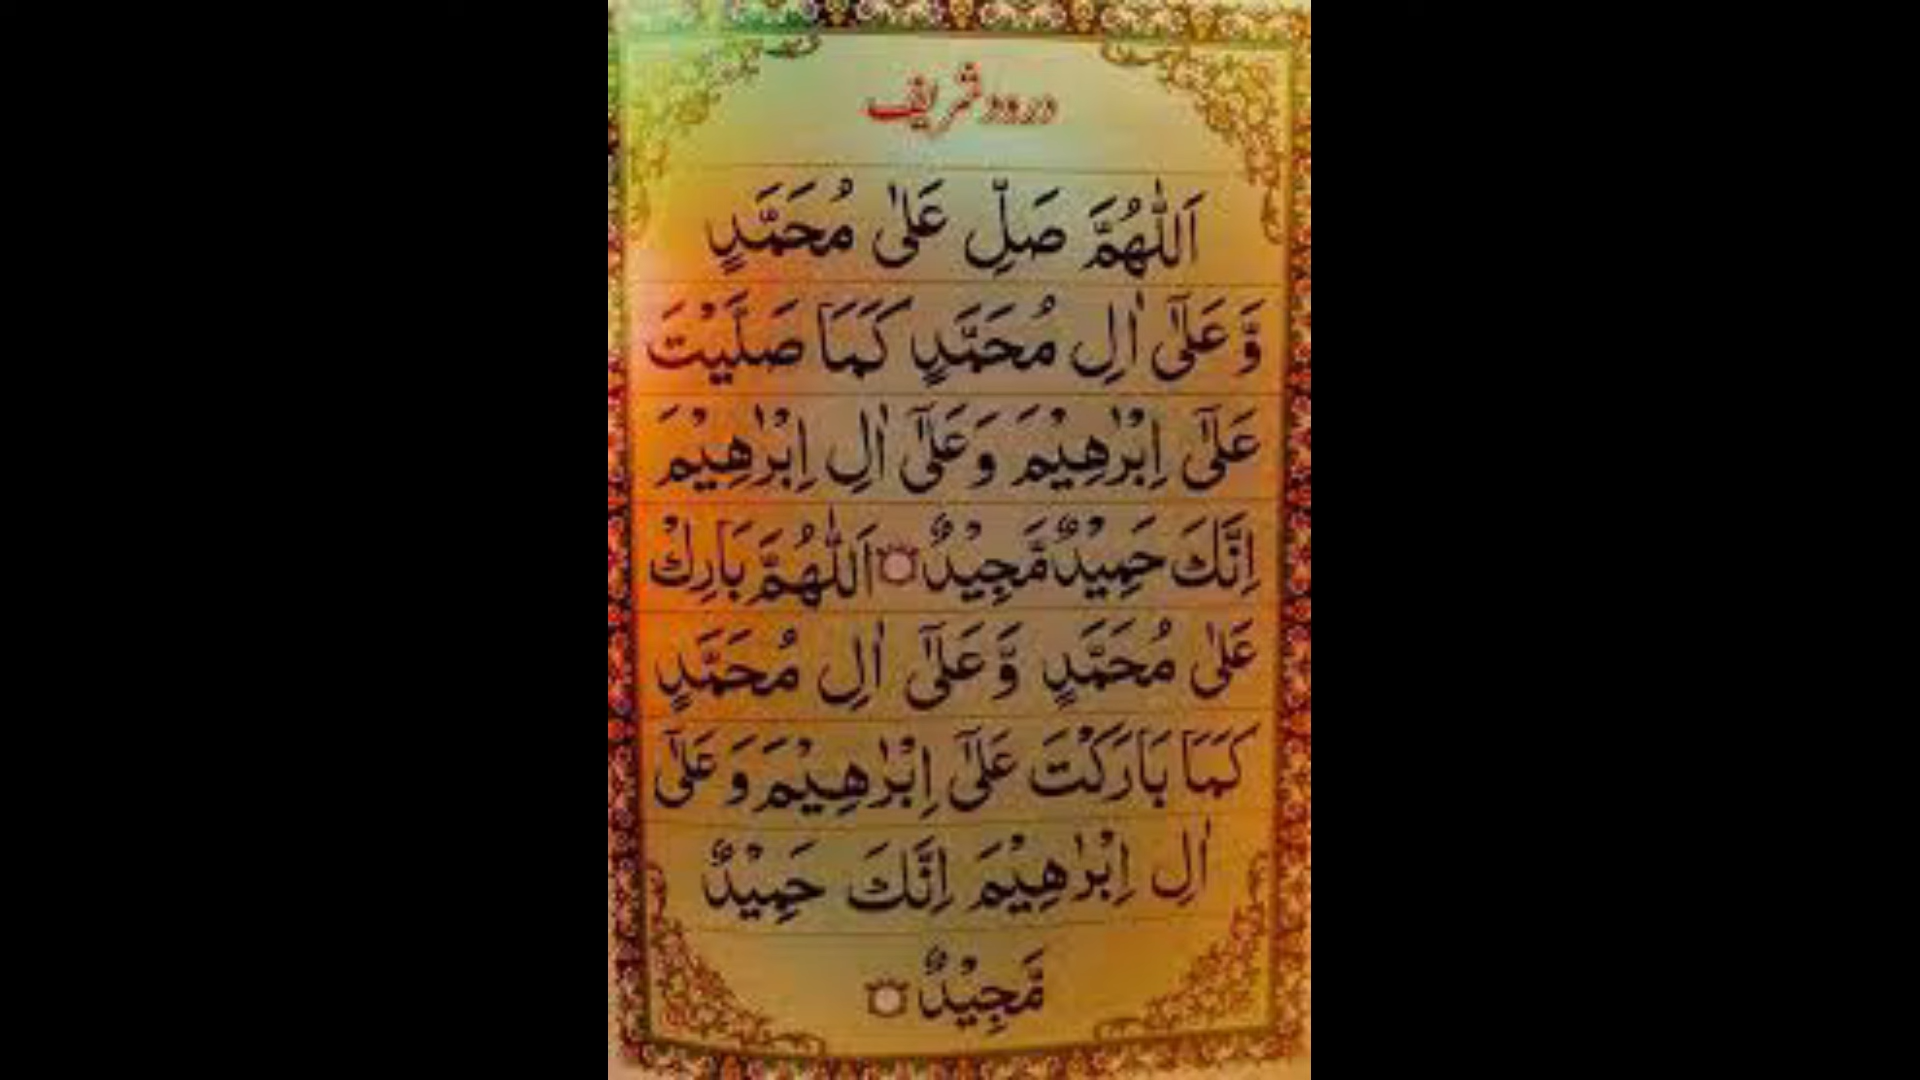 درود شریف
اَللّٰهُمَّ صَلِّ عَلٰى مُحَمَّدٍ
وَّعَلٰۤى اٰلِ مُحَمَّدٍ كَمَا صَلَّيْتَ
عَلٰۤى اِبْرٰهِيْمَ وَعَلٰۤى اٰلِ اِبْرٰهِيْمَ
اِنَّكَ حَمِيْدٌ مَّجِيْدٌ اَللّٰهُمَّ بَارِكْ
عَلٰى مُحَمَّدٍ وَّعَلٰۤى اٰلِ مُحَمَّدٍ
كَمَا بَارَكْتَ عَلٰۤى اِبْرٰهِيْمَ وَعَلٰۤى
اٰلِ اِبْرٰهِيْمَ اِنَّكَ حَمِيْدٌ
مَّجِيْدٌ